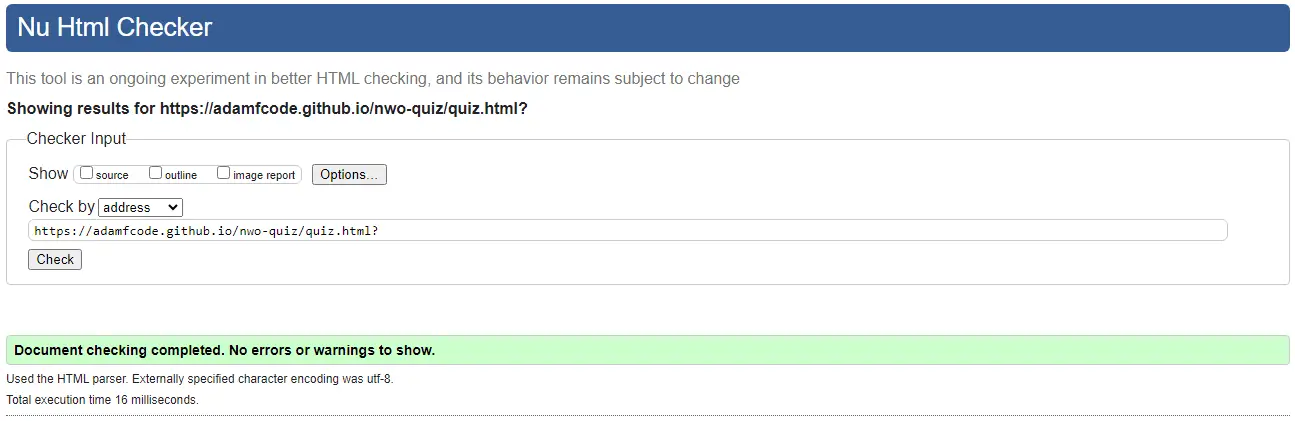 Nu Html Checker
This tool is an ongoing experiment in better HTML checking, and its behavior remains subject to change
Showing results for https://adamfcode.github.io/nwo-quiz/quiz.html?
Checker Input
Show source outline image report Options...
Check by address
https://adamfcode.github.io/nwo-quiz/quiz.html?
Check
Document checking completed. No errors or warnings to show.
Used the HTML parser. Externally specified character encoding was utf-8.
Total execution time 16 milliseconds.